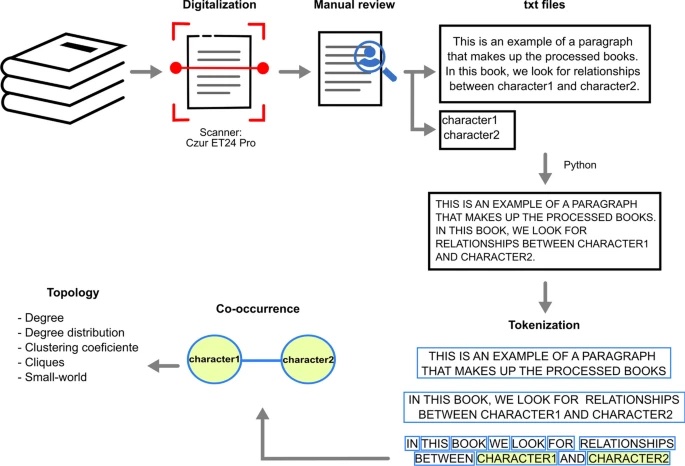 Digitalization
Manual review
txt files
Scanner:
Czur ET24 Pro
This is an example of a paragraph
that makes up the processed books.
In this book, we look for relationships
between character1 and character2.
character1
character2
Python
THIS IS AN EXAMPLE OF A PARAGRAPH
THAT MAKES UP THE PROCESSED BOOKS.
IN THIS BOOK, WE LOOK FOR
RELATIONSHIPS BETWEEN CHARACTER1
AND CHARACTER2.
Tokenization
THIS IS AN EXAMPLE OF A PARAGRAPH
THAT MAKES UP THE PROCESSED BOOKS
IN THIS BOOK, WE LOOK FOR RELATIONSHIPS
BETWEEN CHARACTER1 AND CHARACTER2
IN THIS BOOK WE LOOK FOR RELATIONSHIPS
BETWEEN CHARACTER1 AND CHARACTER2
Co-occurrence
character1
character2
Topology
- Degree
- Degree distribution
- Clustering coeficiente
- Cliques
- Small-world